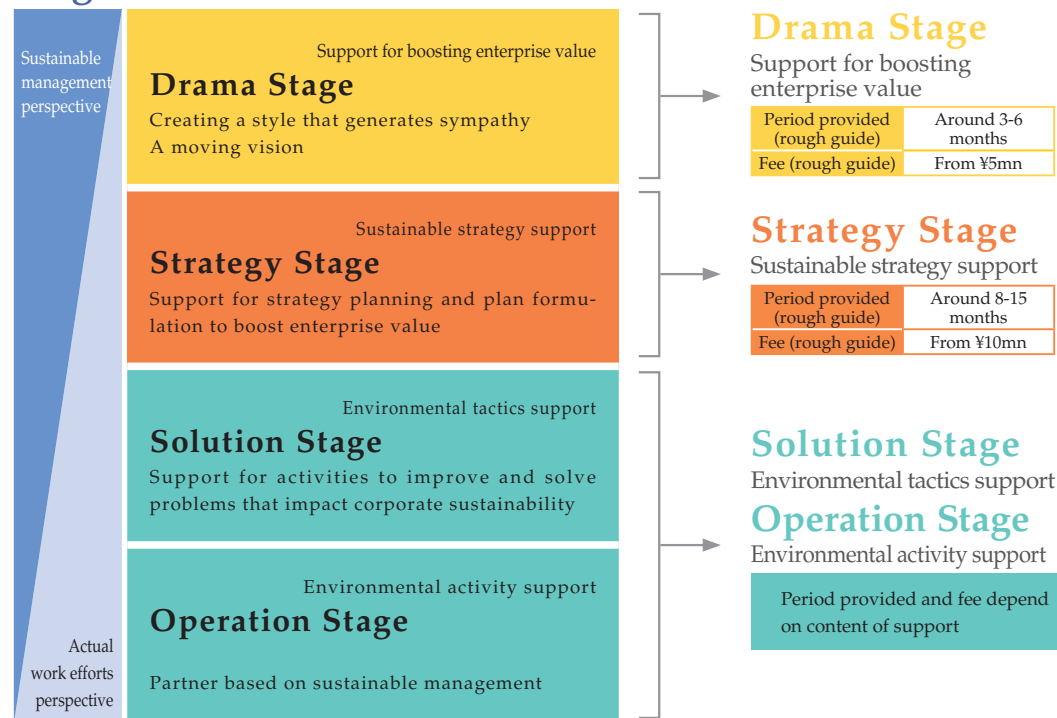 Sustainable
management
perspective
Actual
work efforts
perspective
Support for boosting enterprise value
Drama Stage
Creating a style that generates sympathy
A moving vision
Sustainable strategy support
Strategy Stage
Support for strategy planning and plan formu-
lation to boost enterprise value
Environmental tactics support
Solution Stage
Support for activities to improve and solve
problems that impact corporate sustainability
Environmental activity support
Operation Stage
Partner based on sustainable management
Drama Stage
Support for boosting
enterprise value
Period provided
(rough guide)
Around 3-6
months
Fee (rough guide)
From ¥5mn
Strategy Stage
Sustainable strategy support
Period provided
(rough guide)
Around 8-15
months
Fee (rough guide)
From ¥10mn
Solution Stage
Environmental tactics support
Operation Stage
Environmental activity support
Period provided and fee depend
on content of support